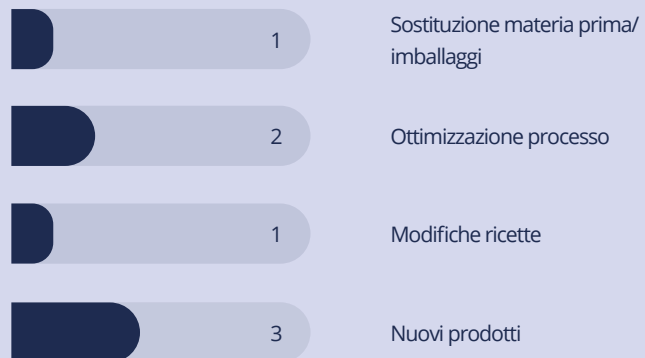 1
Sostituzione materia prima/
imballaggi
2
Ottimizzazione processo
1
Modifiche ricette
3
Nuovi prodotti